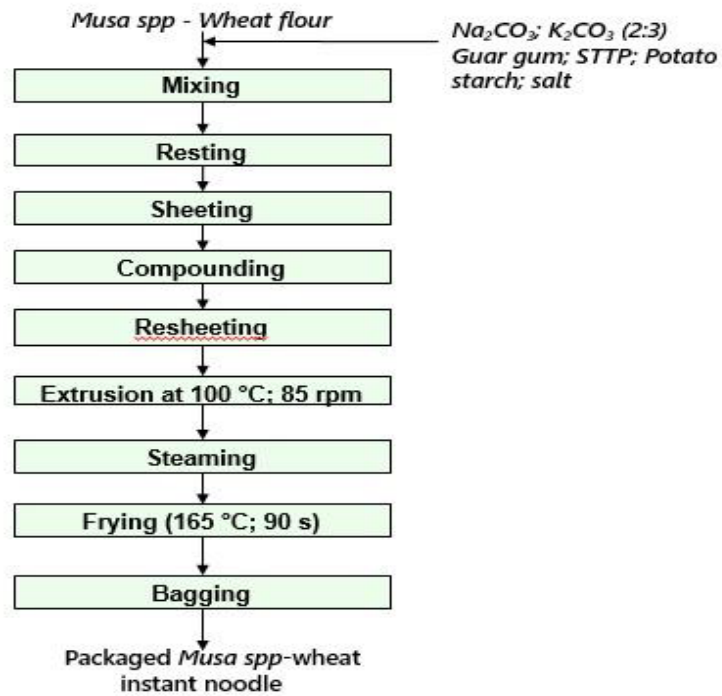 Musa spp - Wheat flour
Na₂CO₃; K₂CO₃ (2:3)
Guar gum; STTP; Potato
starch; salt
Mixing
Resting
Sheeting
Compounding
Resheeting
Extrusion at 100 °C; 85 rpm
Steaming
Frying (165 °C; 90 s)
Bagging
Packaged Musa spp-wheat
instant noodle